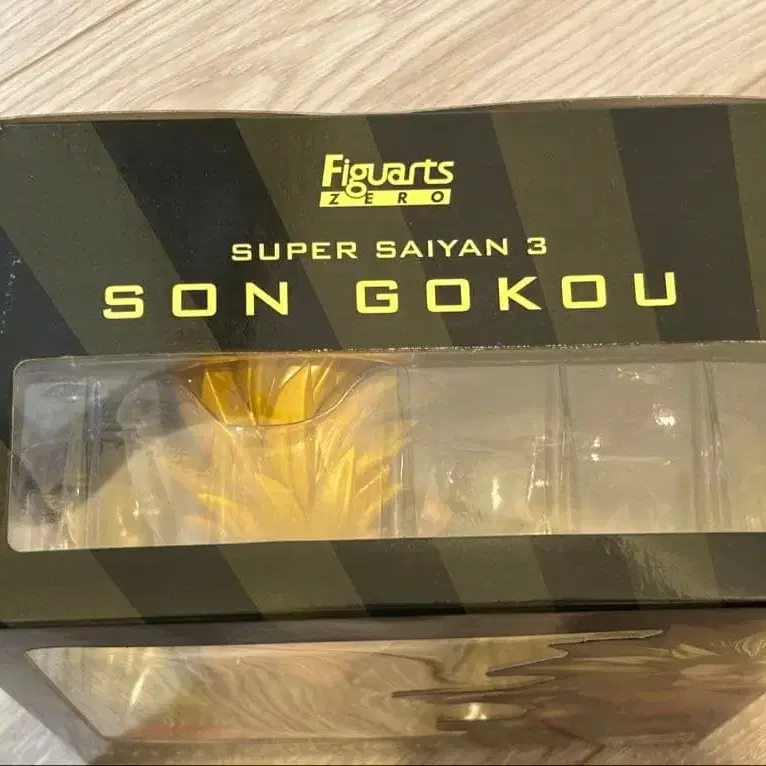 Figuarts
ZERO
SUPER SAIYAN 3
SON GOKOU